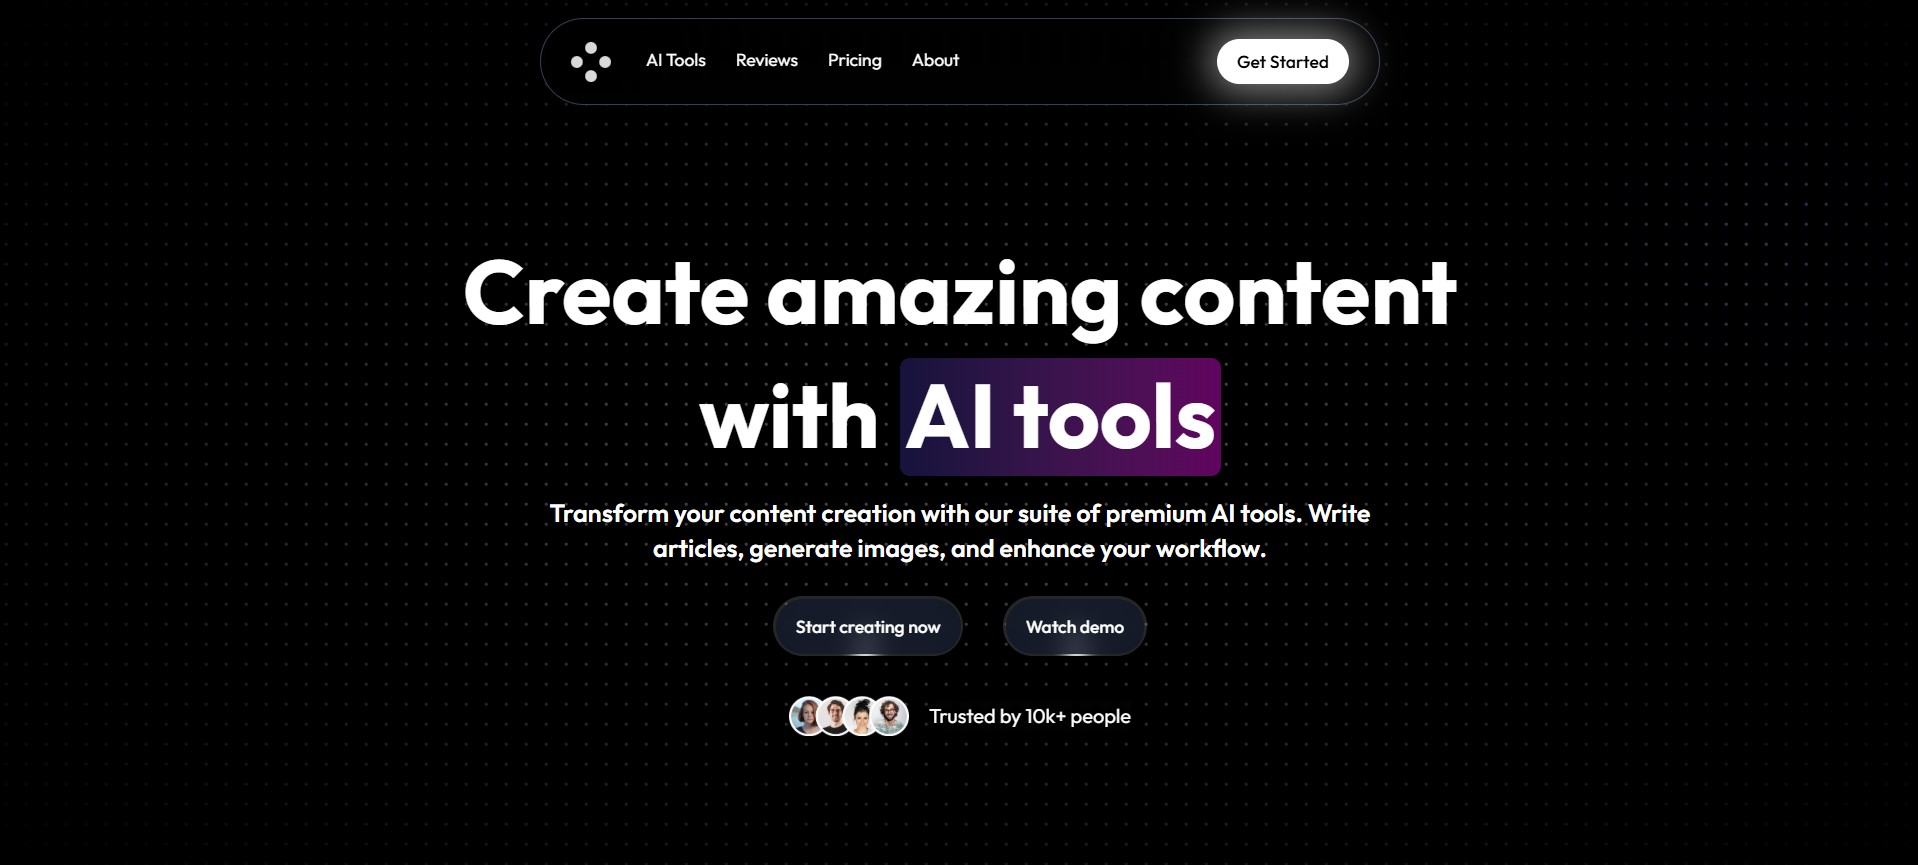 AI Tools Reviews Pricing About Get Started
Create amazing content
with AI tools
Transform your content creation with our suite of premium AI tools. Write
articles, generate images, and enhance your workflow.
Start creating now Watch demo
Trusted by 10k+ people